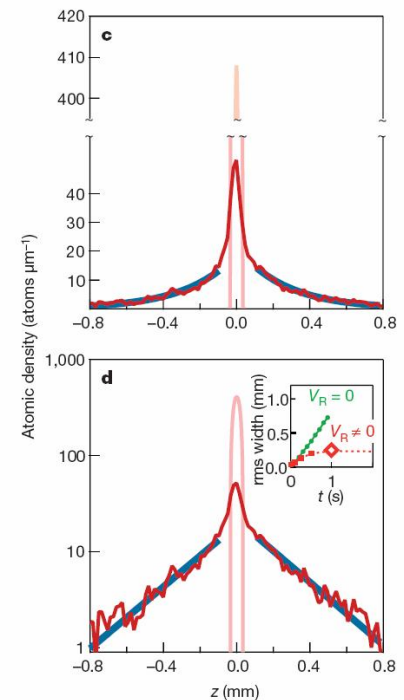 420
c
410
400
~ ~ ~ ~ ~
40
30
20
10
−0.8 −0.4 0.0 0.4 0.8
Atomic density (atoms µm⁻¹)
1,000
d
100
10
1
−0.8 −0.4 0.0 0.4 0.8
z (mm)
rms width (mm)
1.0
0.5
0.0
V_R = 0
V_R ≠ 0
0 1
t (s)